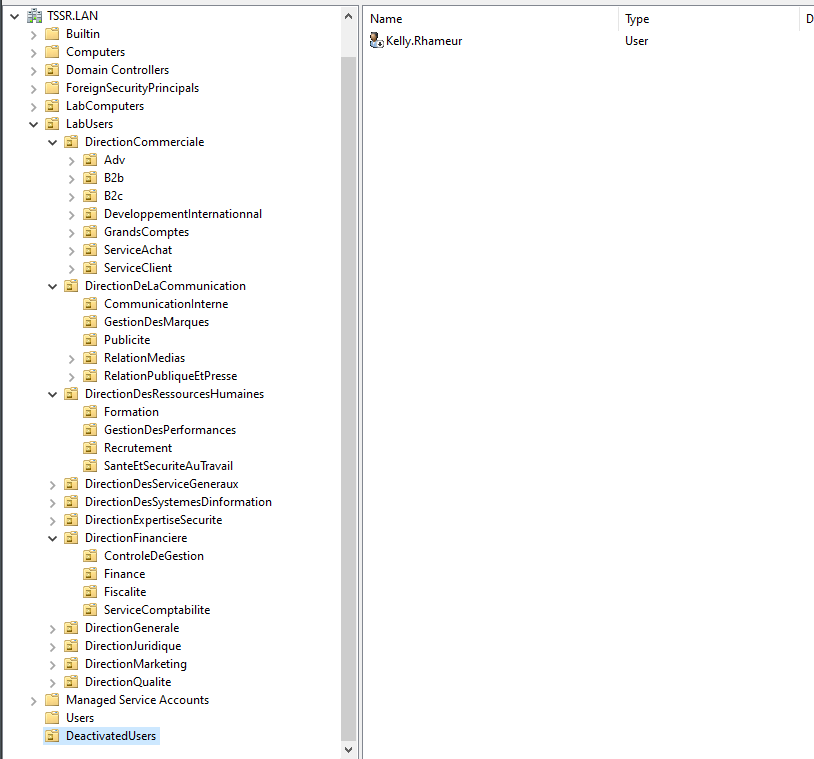 TSSR.LAN
Builtin
Computers
Domain Controllers
ForeignSecurityPrincipals
LabComputers
LabUsers
DirectionCommerciale
Adv
B2b
B2c
DeveloppementInternationnal
GrandsComptes
ServiceAchat
ServiceClient
DirectionDeLaCommunication
CommunicationInterne
GestionDesMarques
Publicite
RelationMedias
RelationPubliqueEtPresse
DirectionDesRessourcesHumaines
Formation
GestionDesPerformances
Recrutement
SanteEtSecuriteAuTravail
DirectionDesServiceGeneraux
DirectionDesSystemesDinformation
DirectionExpertiseSecurite
DirectionFinanciere
ControleDeGestion
Finance
Fiscalite
ServiceComptabilite
DirectionGenerale
DirectionJuridique
DirectionMarketing
DirectionQualite
Managed Service Accounts
Users
DeactivatedUsers
Name Type D
Kelly.Rhameur User